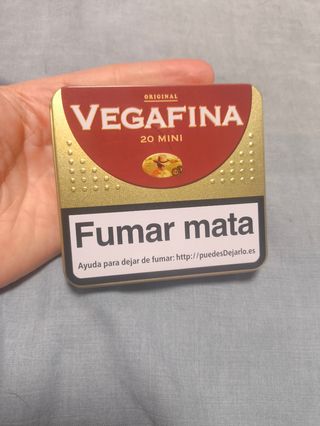 ORIGINAL
VEGAFINA
20 MINI
Fumar mata
Ayuda para dejar de fumar: http://puedesDejarlo.es